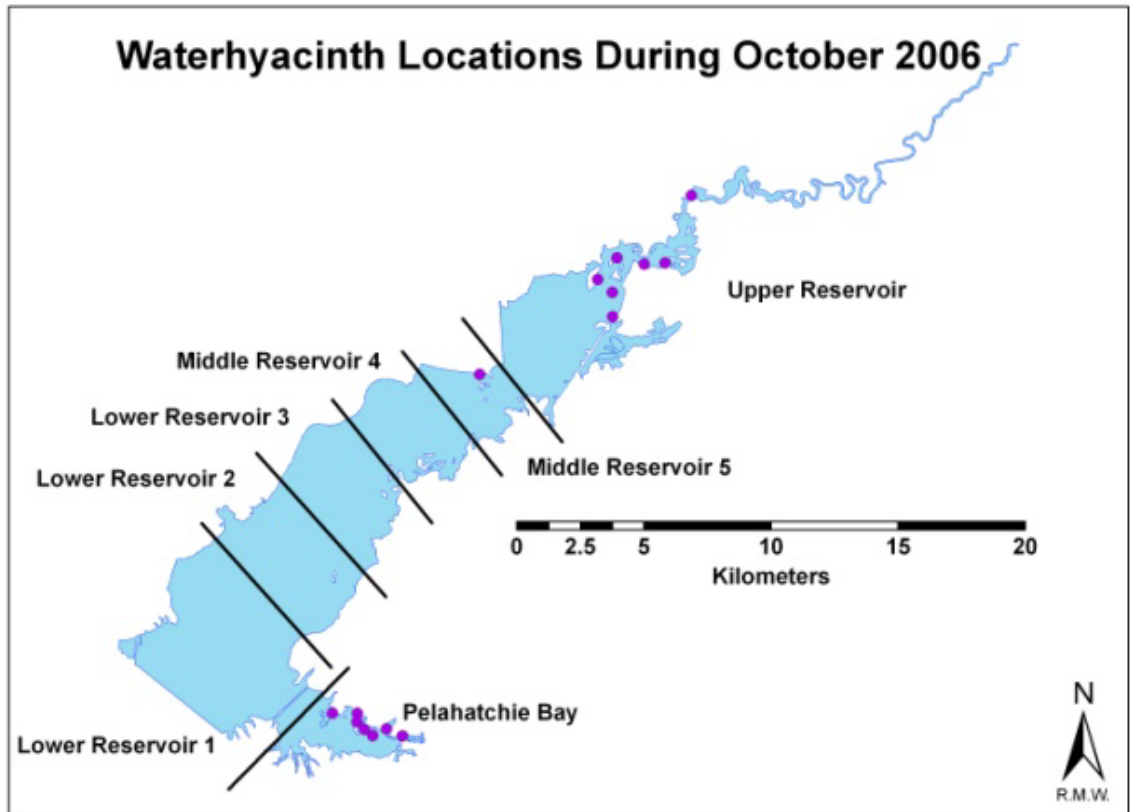 Waterhyacinth Locations During October 2006
Upper Reservoir
Middle Reservoir 4
Lower Reservoir 3
Middle Reservoir 5
Lower Reservoir 2
0 2.5 5 10 15 20
Kilometers
Pelahatchie Bay
Lower Reservoir 1
N
R.M.W.